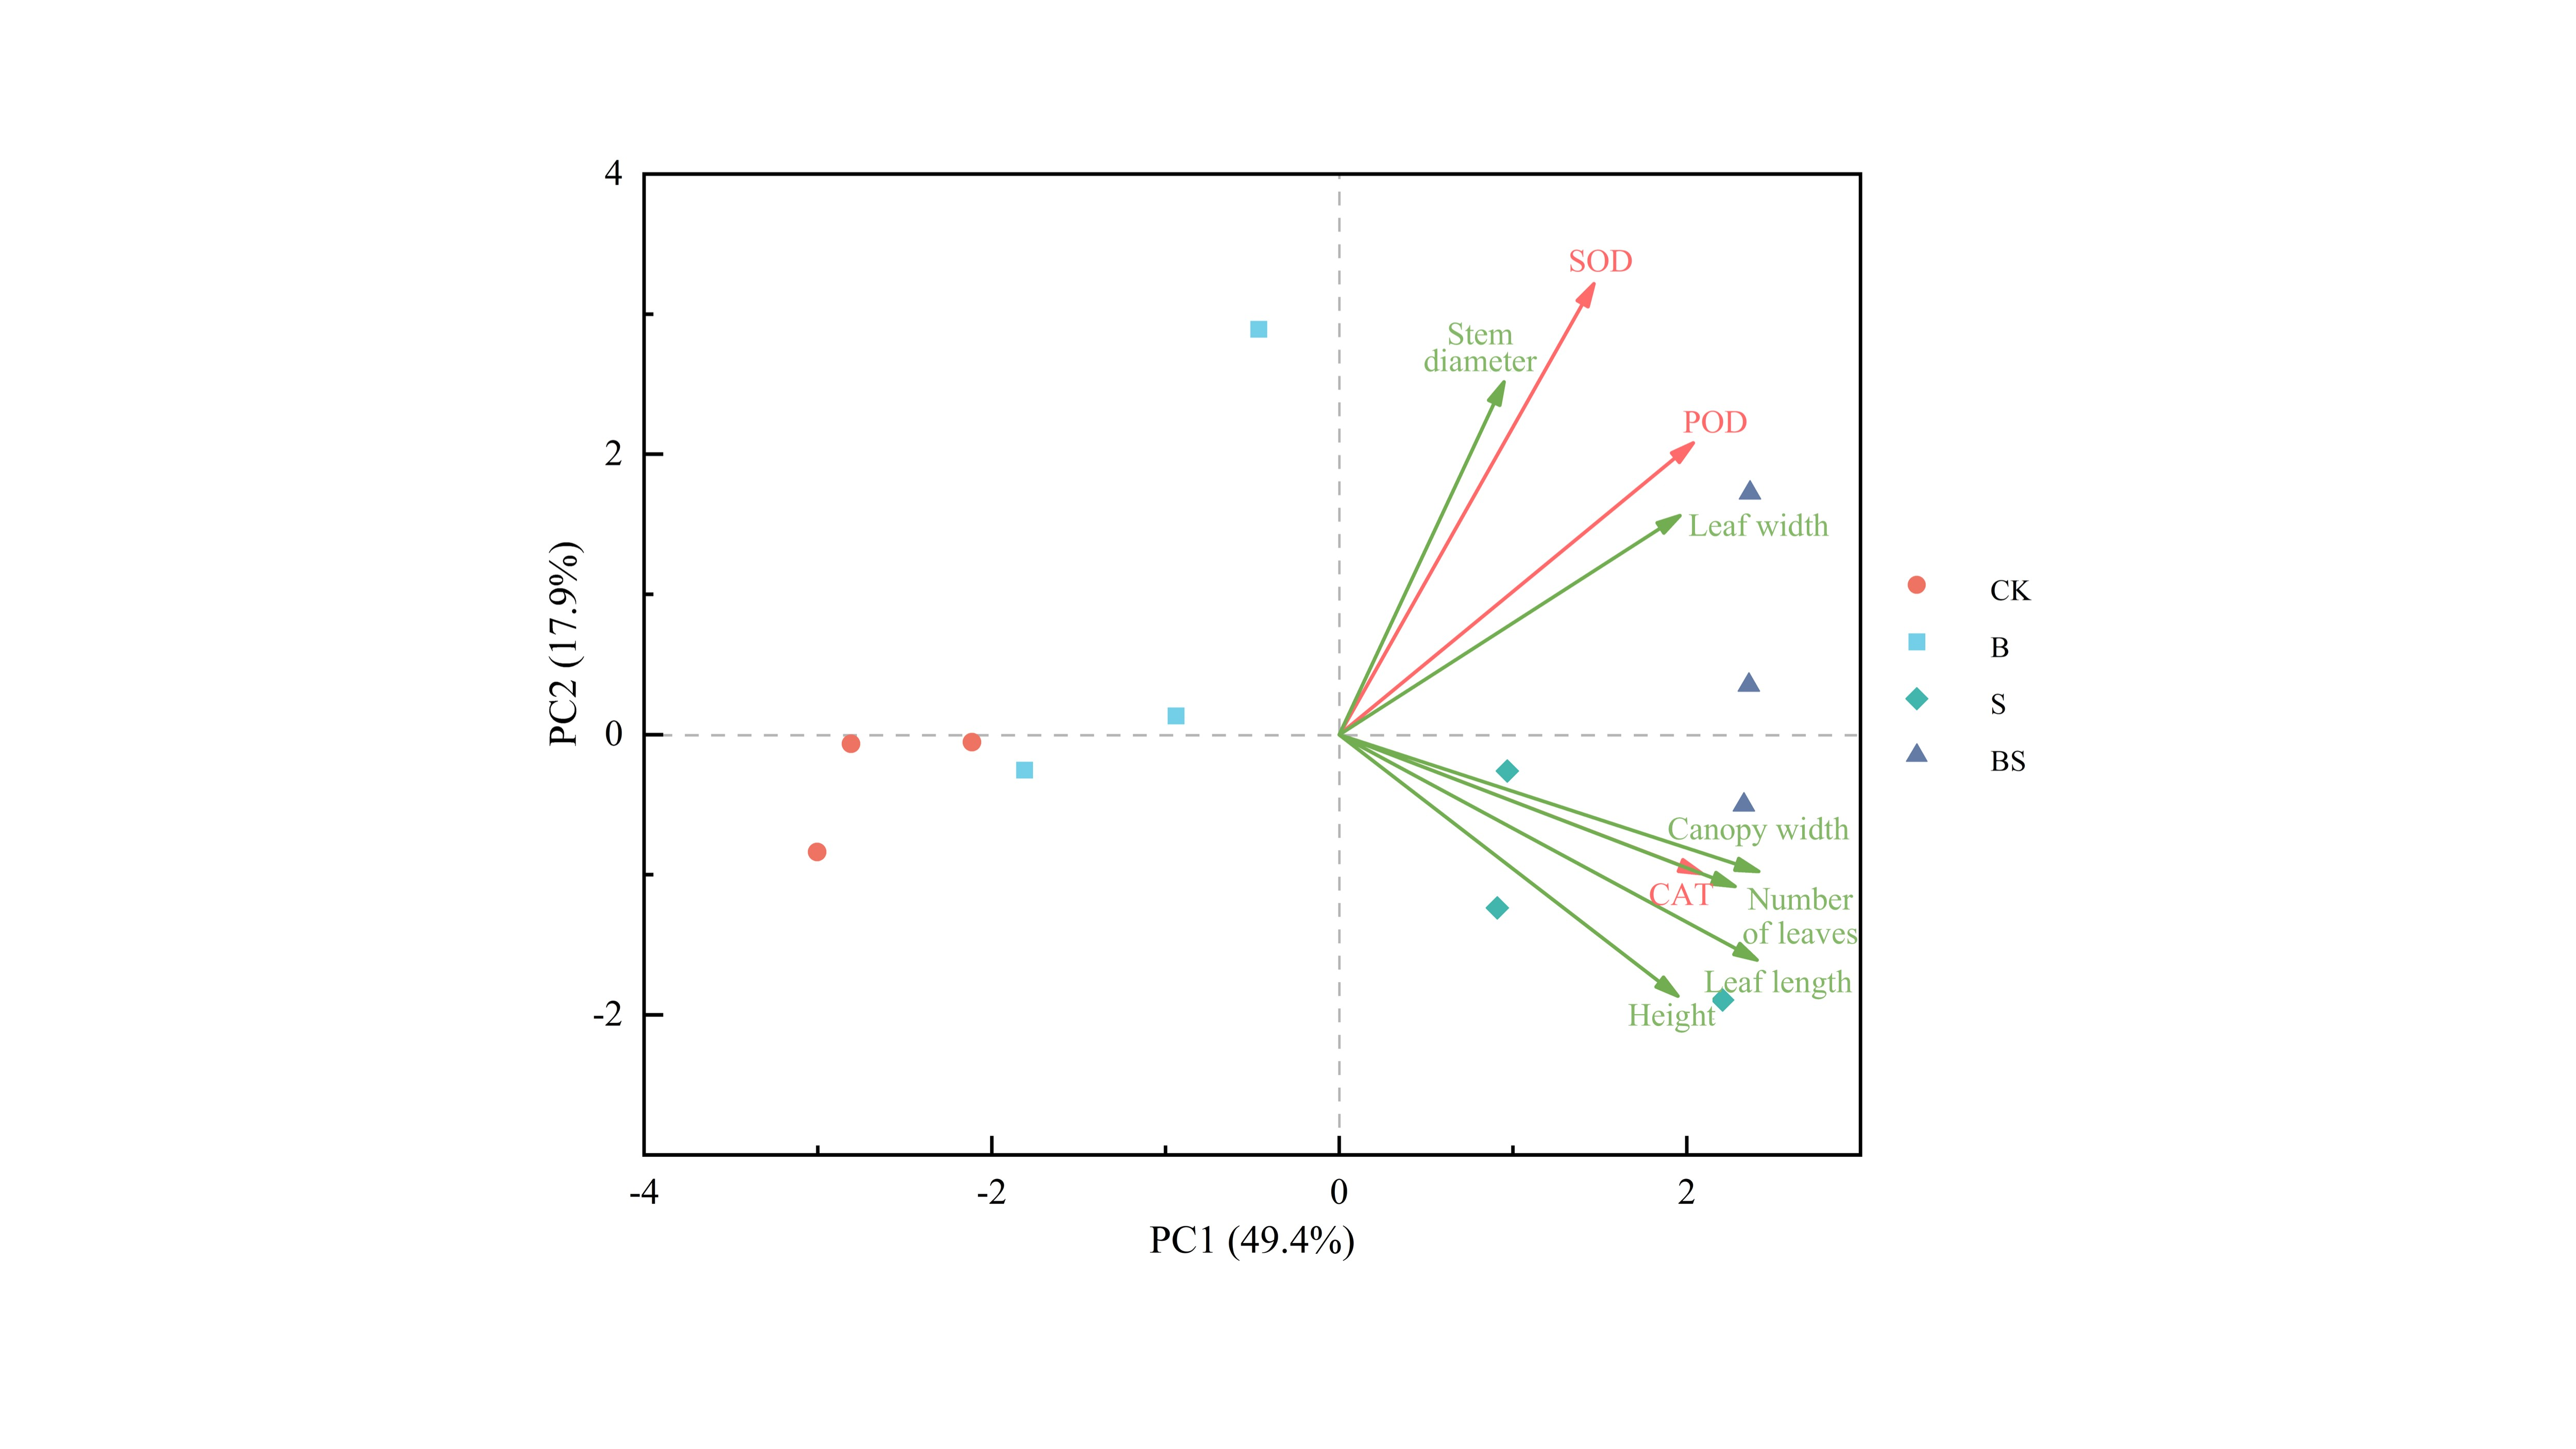 4
2
0
-2
PC2 (17.9%)
-4
-2
0
2
PC1 (49.4%)
SOD
Stem
diameter
POD
Leaf width
Canopy width
CAT
Number
of leaves
Leaf length
Height
CK
B
S
BS